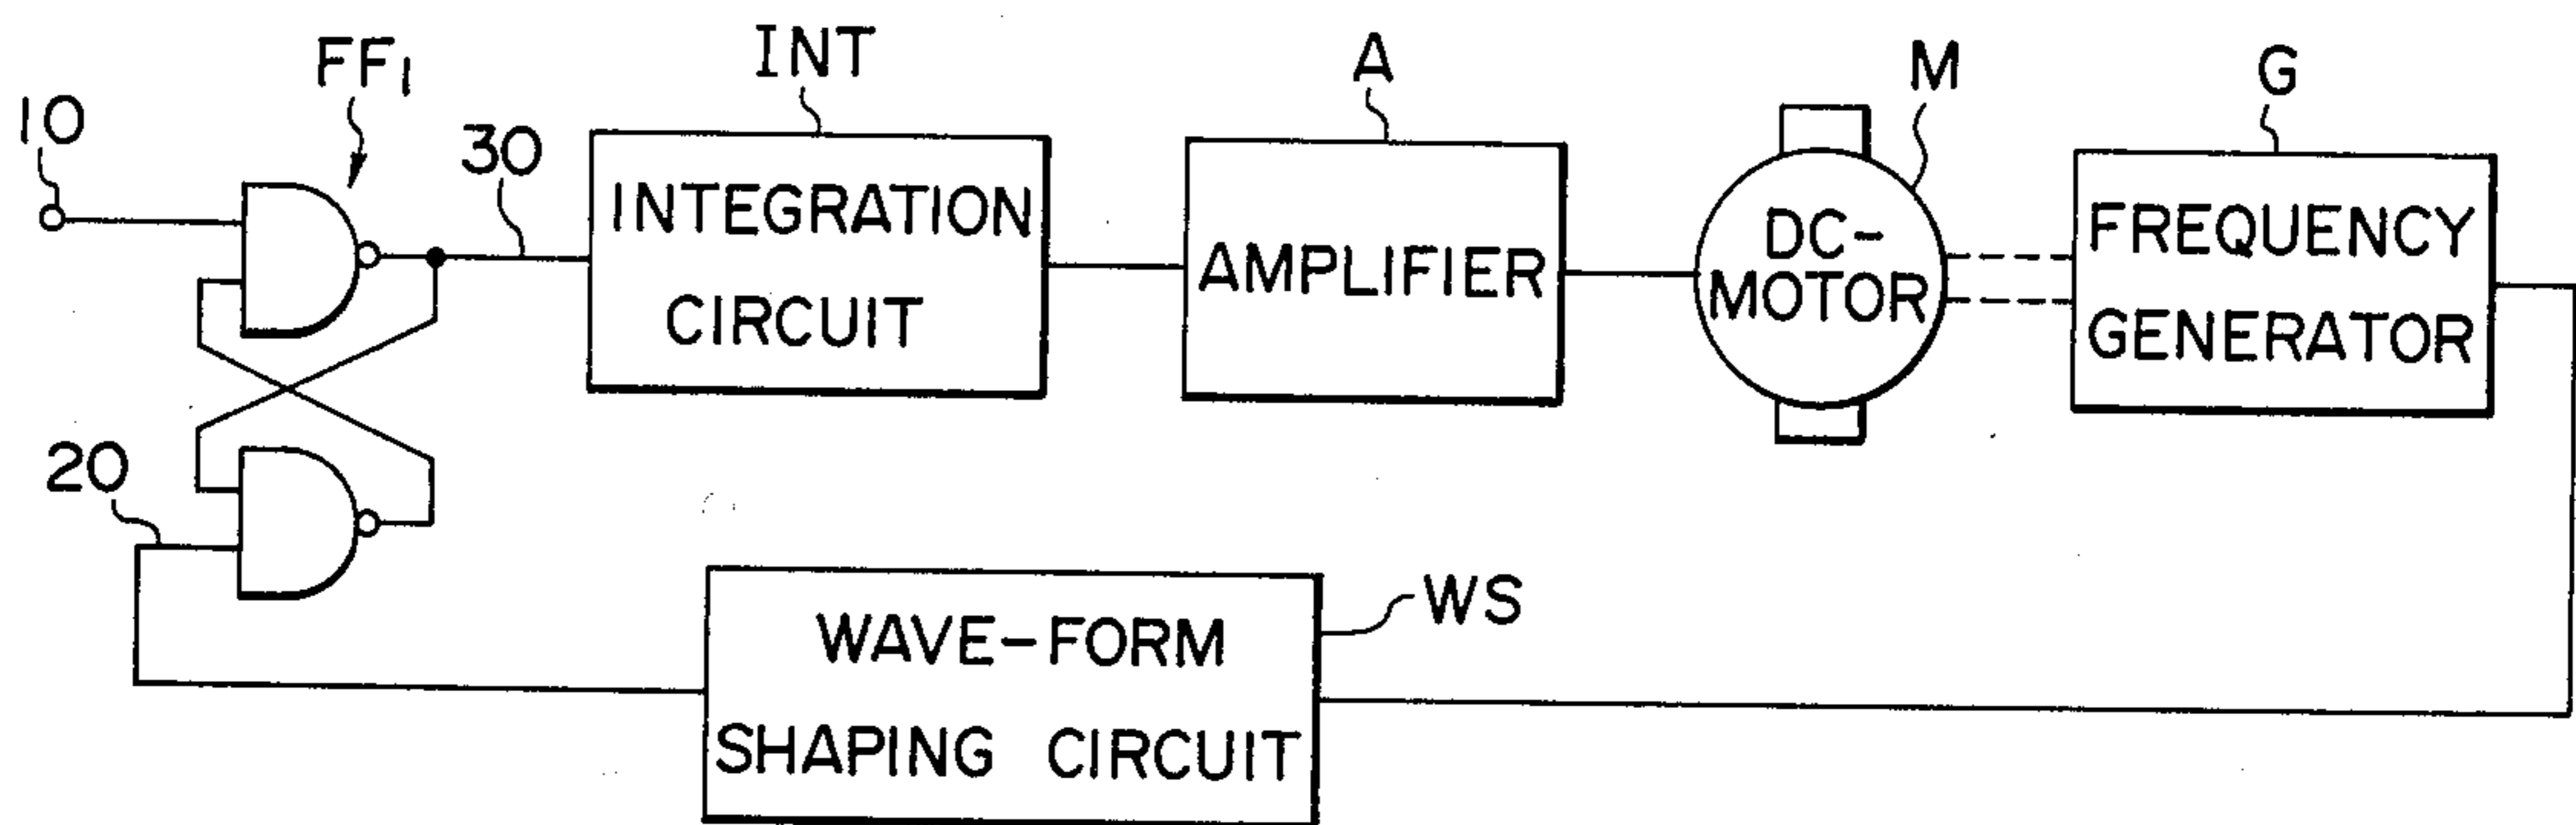 10
FF1
30
INT
INTEGRATION
CIRCUIT
A
AMPLIFIER
M
DC-
MOTOR
G
FREQUENCY
GENERATOR
20
WAVE-FORM
SHAPING CIRCUIT
WS